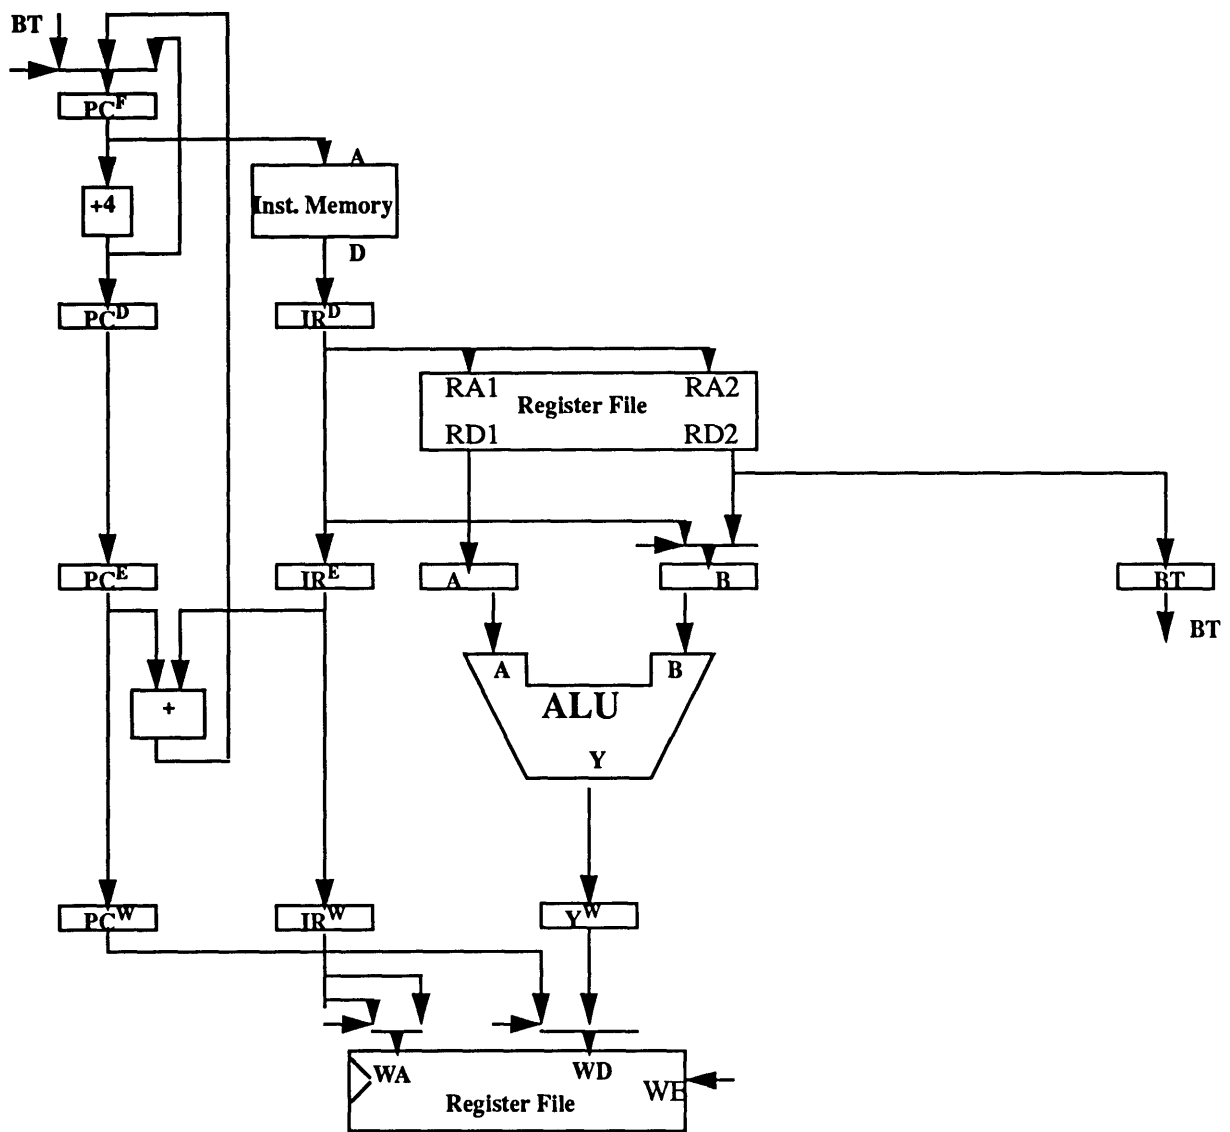 BT
PC^F
A
+4
Inst. Memory
D
PC^D
IR^D
RA1
RA2
Register File
RD1
RD2
PC^E
IR^E
A
B
BT
BT
A
B
+
ALU
Y
PC^W
IR^W
Y^W
WA
WD
WE
Register File